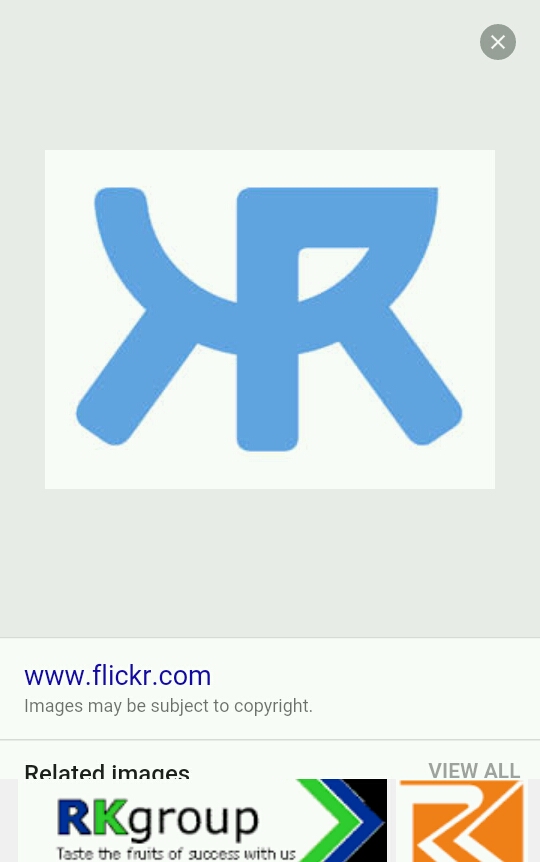 KR
www.flickr.com
Images may be subject to copyright.
Related images
VIEW ALL
RKgroup
Taste the fruits of success with us